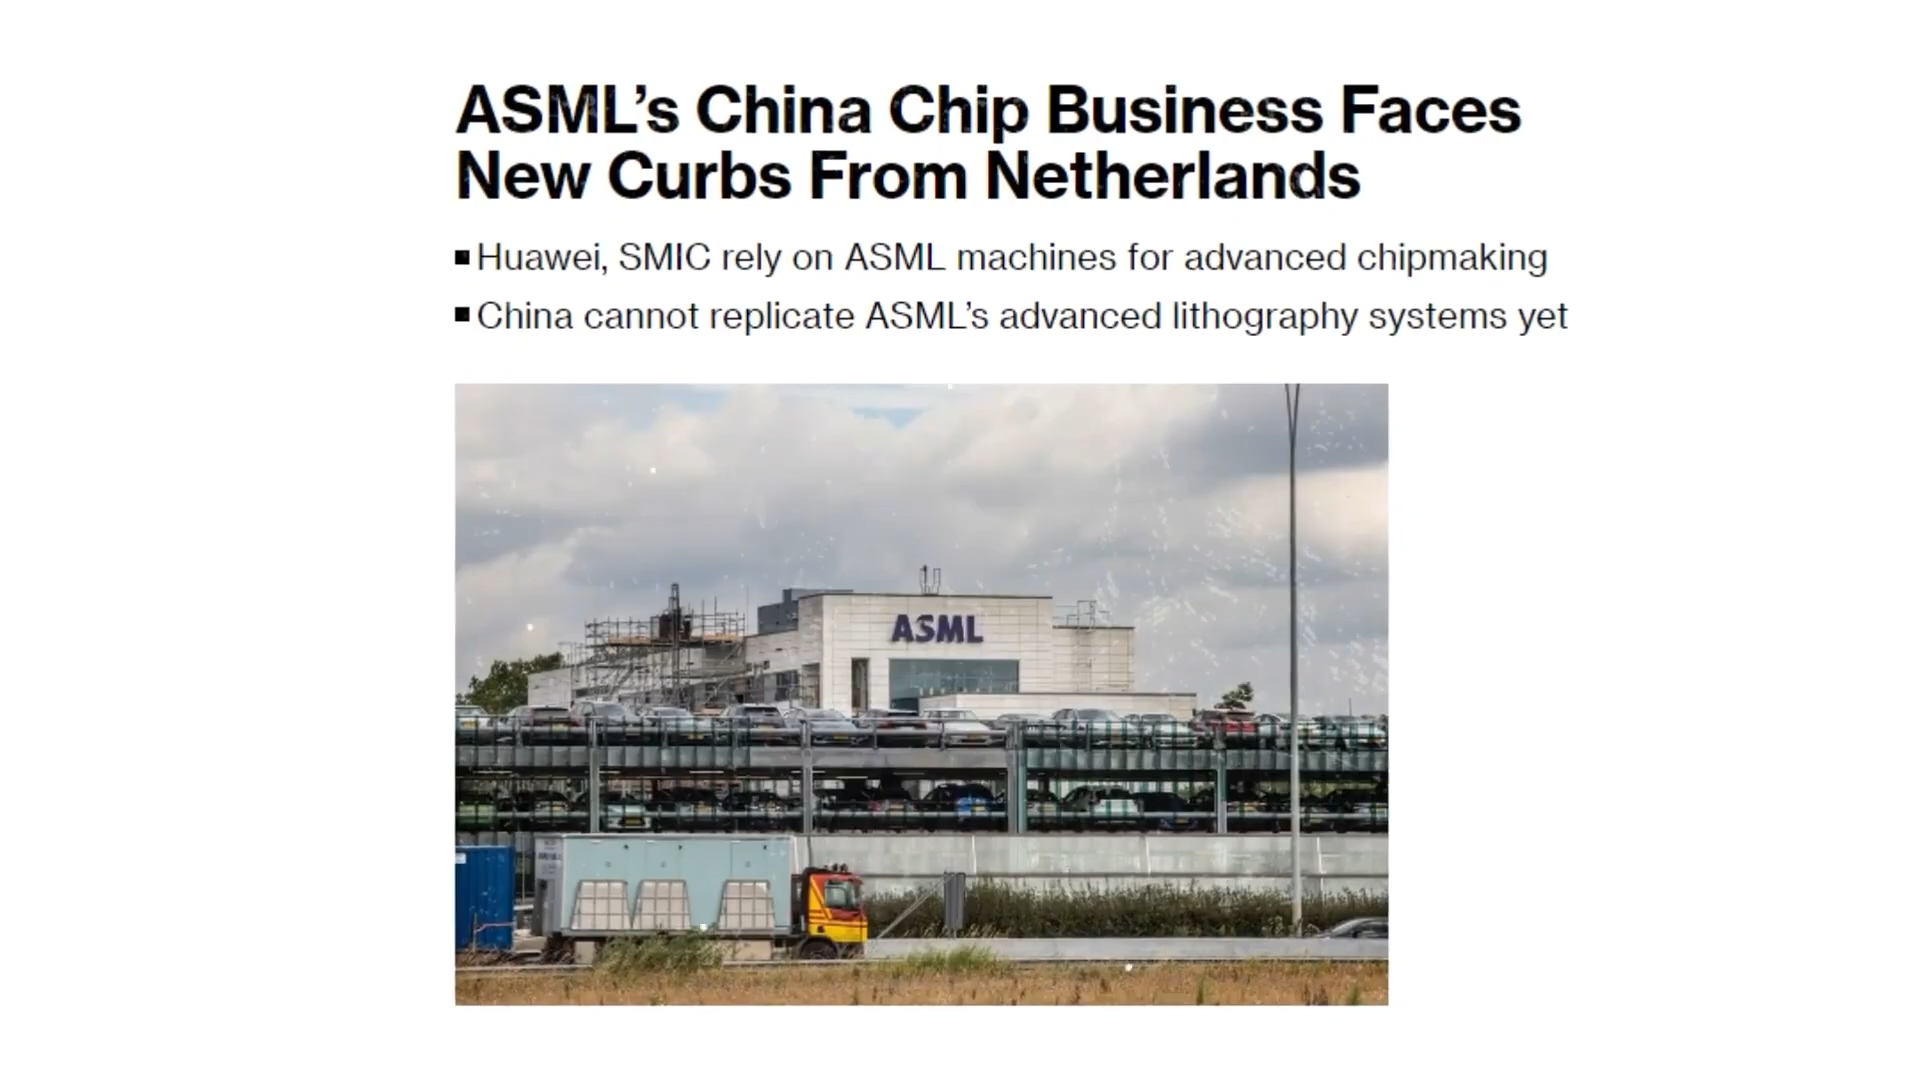 ASML’s China Chip Business Faces
New Curbs From Netherlands
■ Huawei, SMIC rely on ASML machines for advanced chipmaking
■ China cannot replicate ASML’s advanced lithography systems yet
ASML